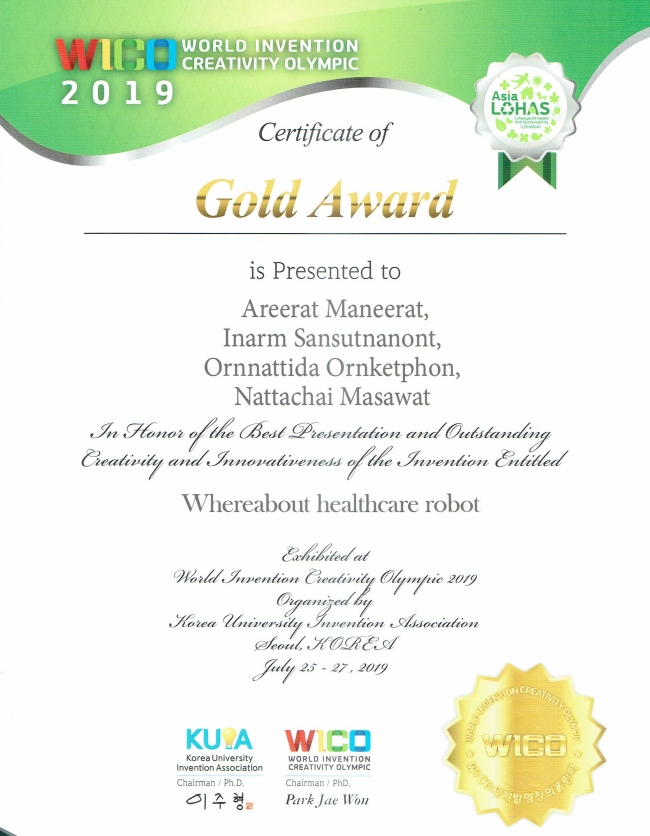 WICO WORLD INVENTION
CREATIVITY OLYMPIC
2019
Asia
LOHAS
Lifestyle Of Health
And Sustainability
(LOHASIA)
Certificate of
Gold Award
is Presented to
Areerat Maneerat,
Inarm Sansutnanont,
Ornnattida Ornketphon,
Nattachai Masawat
In Honor of the Best Presentation and Outstanding
Creativity and Innovativeness of the Invention Entitled
Whereabout healthcare robot
Exhibited at
World Invention Creativity Olympic 2019
Organized by
Korea University Invention Association
Seoul, KOREA
July 25 - 27, 2019
KUIA
Korea University
Invention Association
Chairman / Ph.D.
이주형
WICO
WORLD INVENTION
CREATIVITY OLYMPIC
Chairman / PhD,
Park Jae Won
WORLD INVENTION CREATIVITY OLYMPIC
WICO